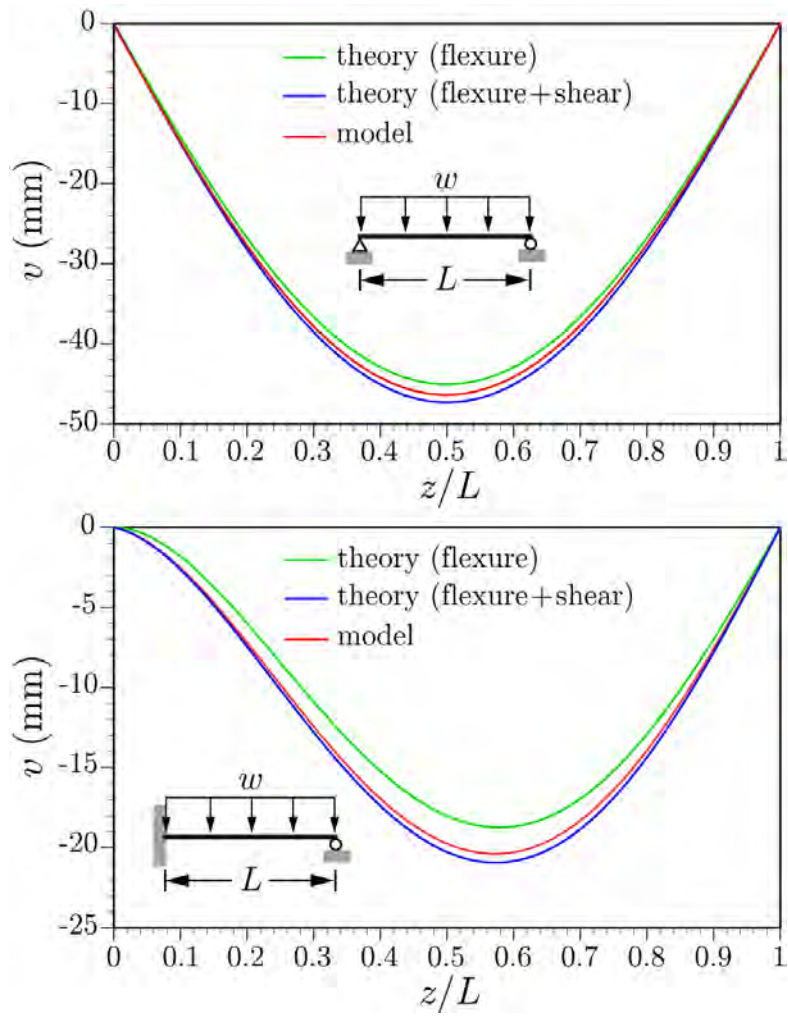 0
-10
-20
-30
-40
-50
v (mm)
theory (flexure)
theory (flexure+shear)
model
w
L
0 0.1 0.2 0.3 0.4 0.5 0.6 0.7 0.8 0.9 1
z/L
0
-5
-10
-15
-20
-25
v (mm)
theory (flexure)
theory (flexure+shear)
model
w
L
0 0.1 0.2 0.3 0.4 0.5 0.6 0.7 0.8 0.9 1
z/L